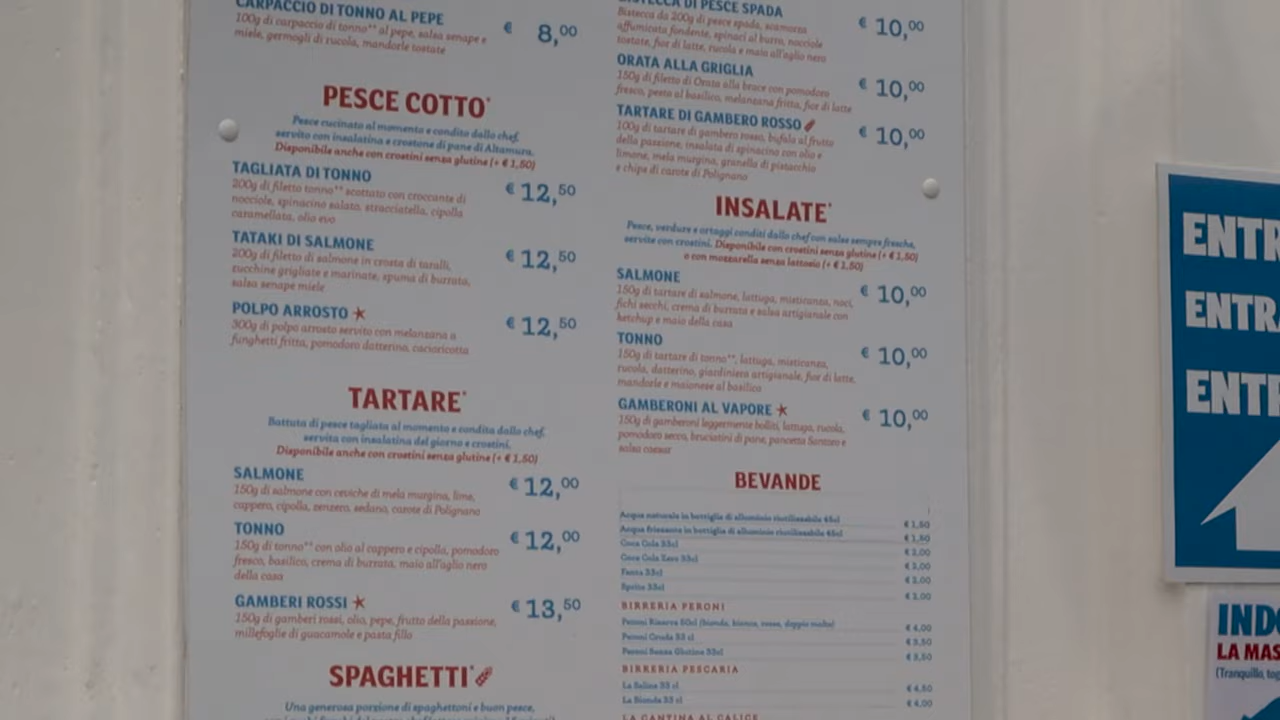 CARPACCIO DI TONNO AL PEPE
€ 8,00
100g di carpaccio di tonno** al pepe, salsa senape e
miele, germogli di rucola, mandorle tostate
PESCE COTTO*
Pesce cucinato al momento e condito dallo chef,
servito con insalatina e crostone di pane di Altamura.
Disponibile anche con crostini senza glutine (+ € 1,50)
TAGLIATA DI TONNO
€ 12,50
200g di filetto tonno** scottato con croccante di
nocciole, spinacino salato, stracciatella, cipolla
caramellata, olio evo
TATAKI DI SALMONE
€ 12,50
200g di filetto di salmone in crosta di taralli,
zucchine grigliate e marinate, spuma di burrata,
salsa senape miele
POLPO ARROSTO
€ 12,50
300g di polpo arrosto servito con melanzana a
funghetti fritta, pomodoro datterino, cacioricotta
TARTARE*
Battuta di pesce tagliata al momento e condita dallo chef,
servita con insalatina del giorno e crostini.
Disponibile anche con crostini senza glutine (+ € 1,50)
SALMONE
€ 12,00
150g di salmone con ceviche di mela murgina, lime,
cappero, cipolla, zenzero, sedano, carote di Polignano
TONNO
€ 12,00
150g di tonno** con olio al cappero e cipolla, pomodoro
fresco, basilico, crema di burrata, maio all'aglio nero
della casa
GAMBERI ROSSI
€ 13,50
150g di gamberi rossi, olio, pepe, frutto della passione,
millefoglie di guacamole e pasta fillo
SPAGHETTI*
Una generosa porzione di spaghettoni e buon pesce,
BISTECCA DI PESCE SPADA
€ 10,00
Bistecca da 200g di pesce spada, scamorza
affumicata fondente, spinaci al burro, nocciole
tostate, fior di latte, rucola e maio all'aglio nero
ORATA ALLA GRIGLIA
€ 10,00
150g di filetto di Orata alla brace con pomodoro
fresco, pesto al basilico, melanzana fritta, fior di latte
TARTARE DI GAMBERO ROSSO
€ 10,00
100g di tartare di gambero rosso, bufala al frutto
della passione, insalata di spinacino con olio e
limone, mela murgina, granella di pistacchio
e chips di carote di Polignano
INSALATE*
Pesce, verdure e ortaggi conditi dallo chef con salse sempre fresche,
servite con crostini. Disponibile con crostini senza glutine (+ € 1,50)
o con mozzarella senza lattosio (+ € 1,50)
SALMONE
€ 10,00
150g di tartare di salmone, lattuga, misticanza, noci,
fichi secchi, crema di burrata e salsa artigianale con
ketchup e maio della casa
TONNO
€ 10,00
150g di tartare di tonno**, lattuga, misticanza,
rucola, datterino, giardiniera artigianale, fior di latte,
mandorle e maionese al basilico
GAMBERONI AL VAPORE
€ 10,00
150g di gamberoni leggermente bolliti, lattuga, rucola,
pomodoro secco, bruciatini di pane, pancetta Santoro e
salsa caesar
BEVANDE
Acqua naturale in bottiglia di alluminio riutilizzabile 45cl € 1,50
Acqua frizzante in bottiglia di alluminio riutilizzabile 45cl € 1,50
Coca Cola 33cl € 2,00
Coca Cola Zero 33cl € 2,00
Fanta 33cl € 2,00
Sprite 33cl € 2,00
BIRRERIA PERONI
Peroni Riserva 50cl (bionda, bianca, rossa, doppio malto) € 4,00
Peroni Cruda 33 cl € 3,50
Peroni Senza Glutine 33cl € 3,50
BIRRERIA PESCARIA
La Salina 33 cl € 4,50
La Bionda 33 cl € 4,00
LA CANTINA AL CALICE
ENTR
ENTRA
ENTR
INDO
LA MAS
(Tranquillo, tog